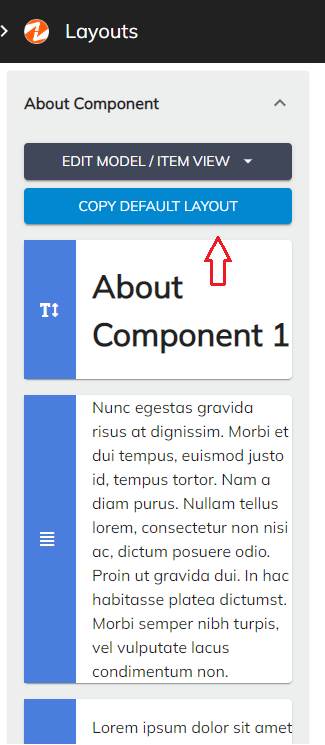 Layouts
About Component
EDIT MODEL / ITEM VIEW
COPY DEFAULT LAYOUT
About
Component 1
Nunc egestas gravida
risus at dignissim. Morbi et
dui tempus, euismod justo
id, tempus tortor. Nam a
diam purus. Nullam tellus
lorem, consectetur non nisi
ac, dictum posuere odio.
Proin ut gravida dui. In hac
habitasse platea dictumst.
Morbi semper nibh turpis,
vel vulputate lacus
condimentum non.
Lorem ipsum dolor sit amet